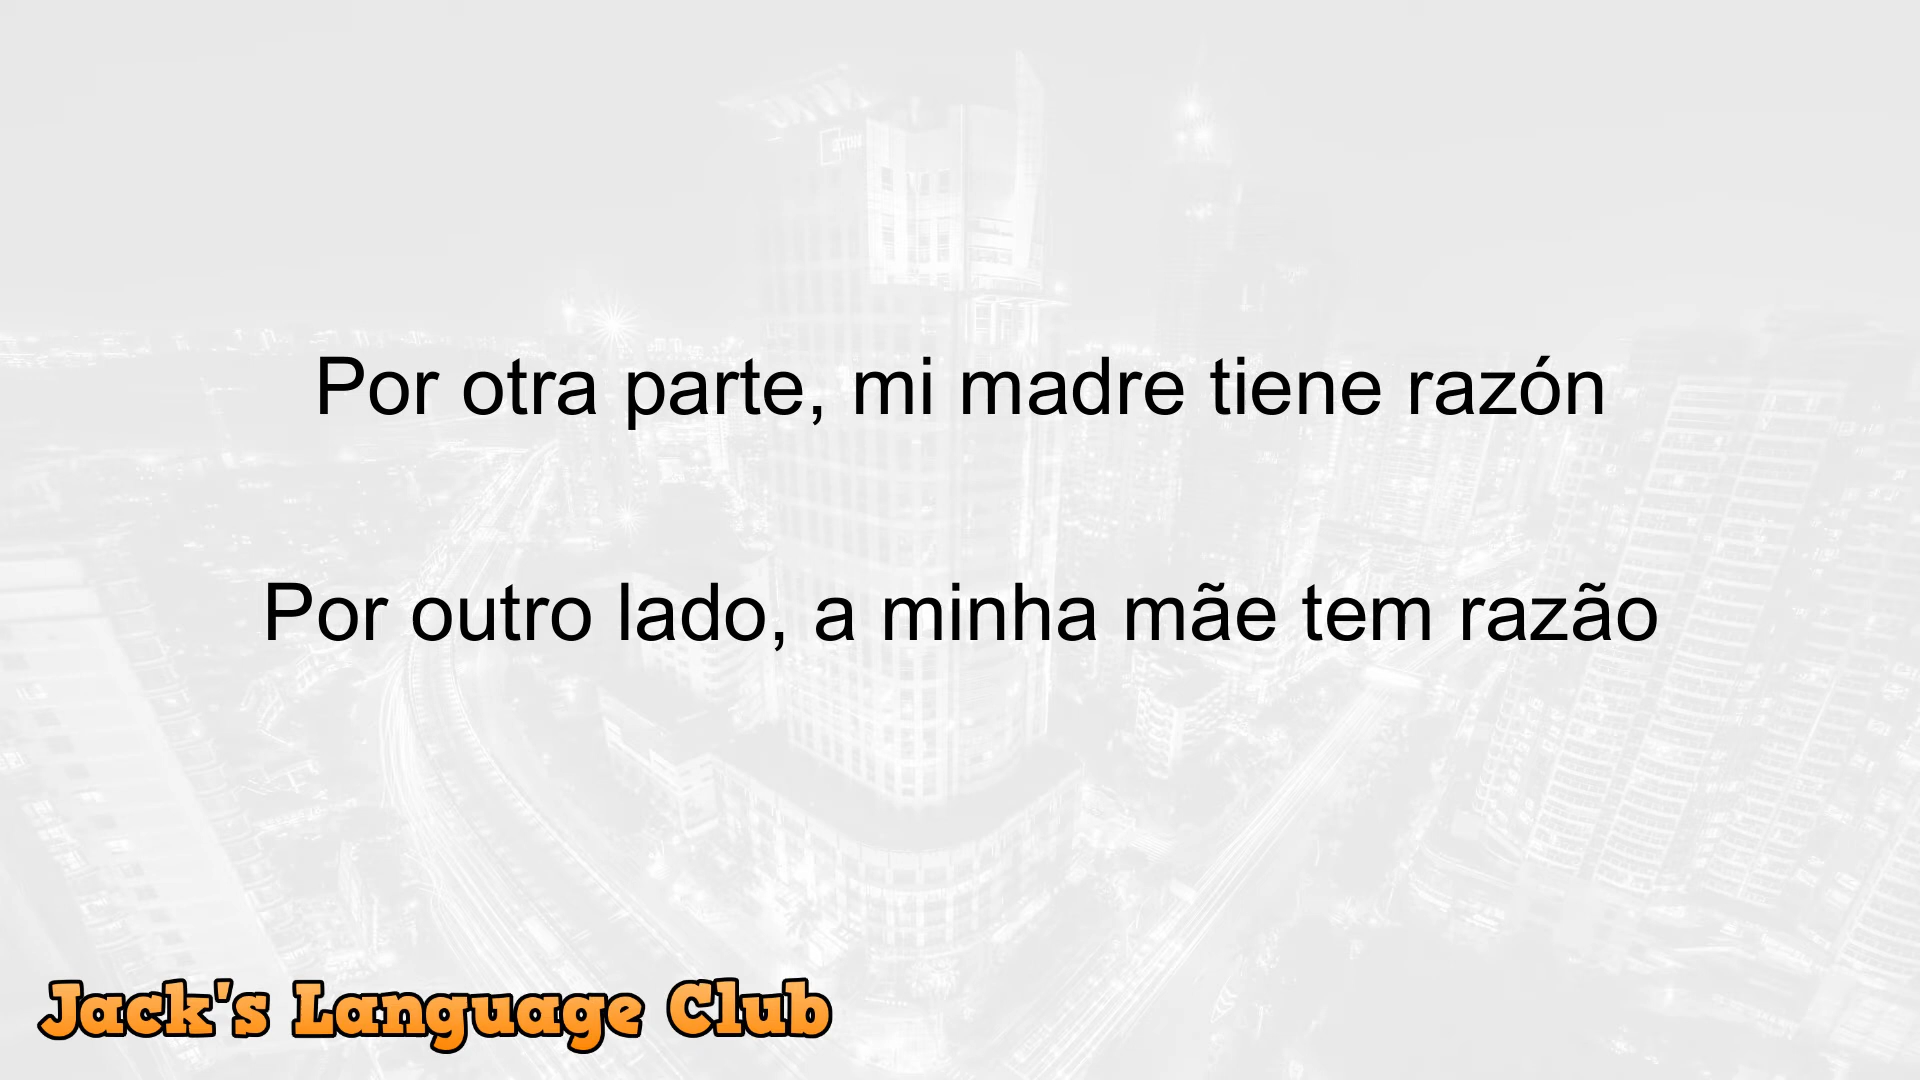 Por otra parte, mi madre tiene razón
Por outro lado, a minha mãe tem razão
Jack's Language Club